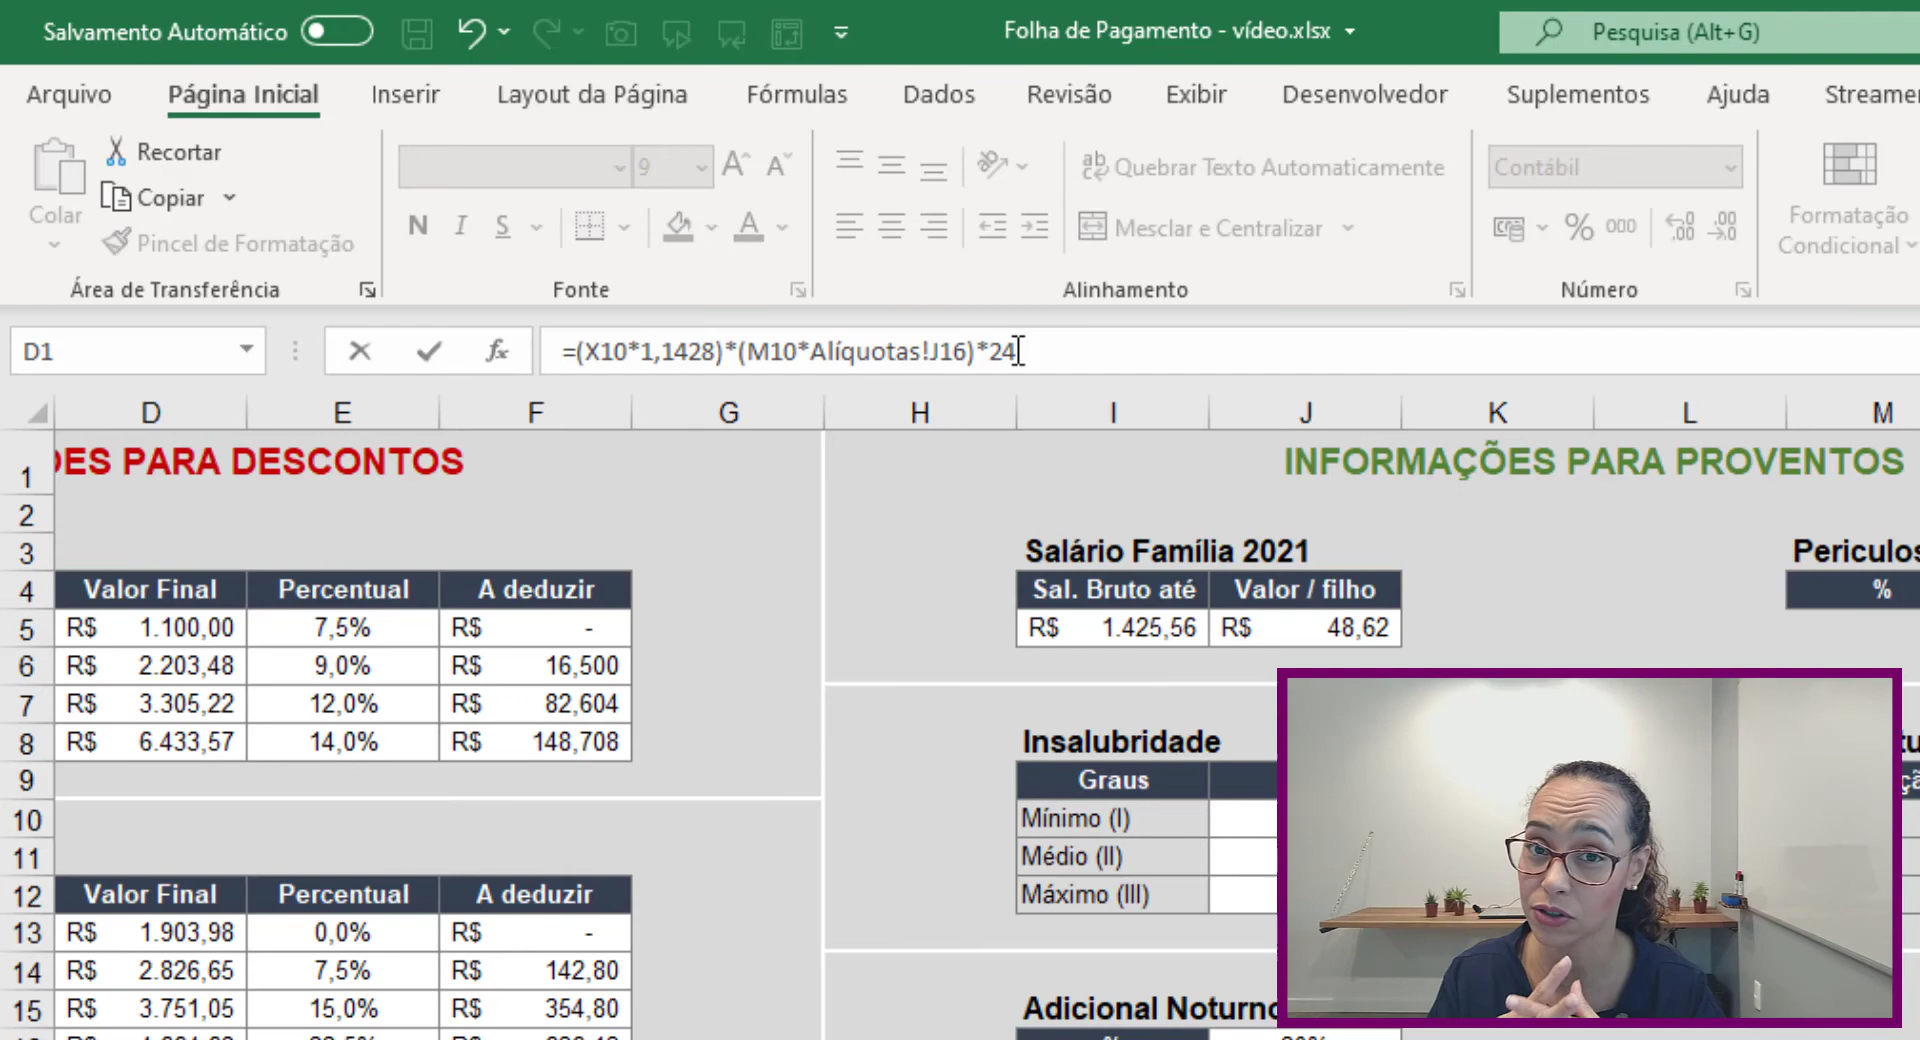 Salvamento Automático
Folha de Pagamento - vídeo.xlsx
Pesquisa (Alt+G)
Arquivo Página Inicial Inserir Layout da Página Fórmulas Dados Revisão Exibir Desenvolvedor Suplementos Ajuda Streamer
Colar
Recortar
Copiar
Pincel de Formatação
Área de Transferência
9
N I S
Fonte
Quebrar Texto Automaticamente
Mesclar e Centralizar
Alinhamento
Contábil
% 000
Número
Formatação
Condicional
D1 fx =(X10*1,1428)*(M10*Alíquotas!J16)*24
D E F G H I J K L M
1 ÕES PARA DESCONTOS INFORMAÇÕES PARA PROVENTOS
2
3 Salário Família 2021 Periculos
4 Valor Final Percentual A deduzir Sal. Bruto até Valor / filho %
5 R$ 1.100,00 7,5% R$ - R$ 1.425,56 R$ 48,62
6 R$ 2.203,48 9,0% R$ 16,500
7 R$ 3.305,22 12,0% R$ 82,604
8 R$ 6.433,57 14,0% R$ 148,708 Insalubridade
9 Graus
10 Mínimo (I)
11 Médio (II)
12 Valor Final Percentual A deduzir Máximo (III)
13 R$ 1.903,98 0,0% R$ -
14 R$ 2.826,65 7,5% R$ 142,80
15 R$ 3.751,05 15,0% R$ 354,80 Adicional Noturno